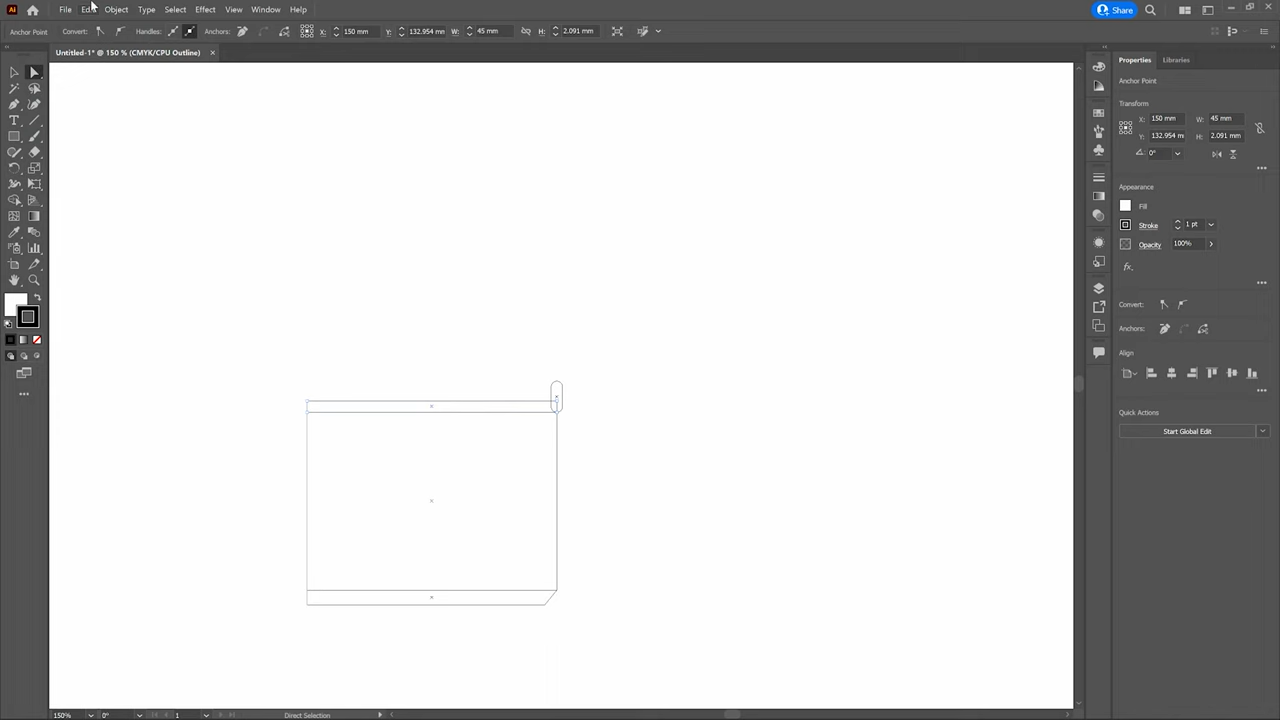 Ai File Edit Object Type Select Effect View Window Help Share
Anchor Point Convert: Handles: Anchors: X: 150 mm Y: 132.954 mm W: 45 mm H: 2.091 mm
Untitled-1* @ 150 % (CMYK/CPU Outline) ×
Properties Libraries
Anchor Point
Transform
X: 150 mm W: 45 mm
Y: 132.954 m H: 2.091 mm
0°
Appearance
Fill
Stroke 1 pt
Opacity 100%
fx
Convert:
Anchors:
Align
Quick Actions
Start Global Edit
150% 0° 1 Direct Selection